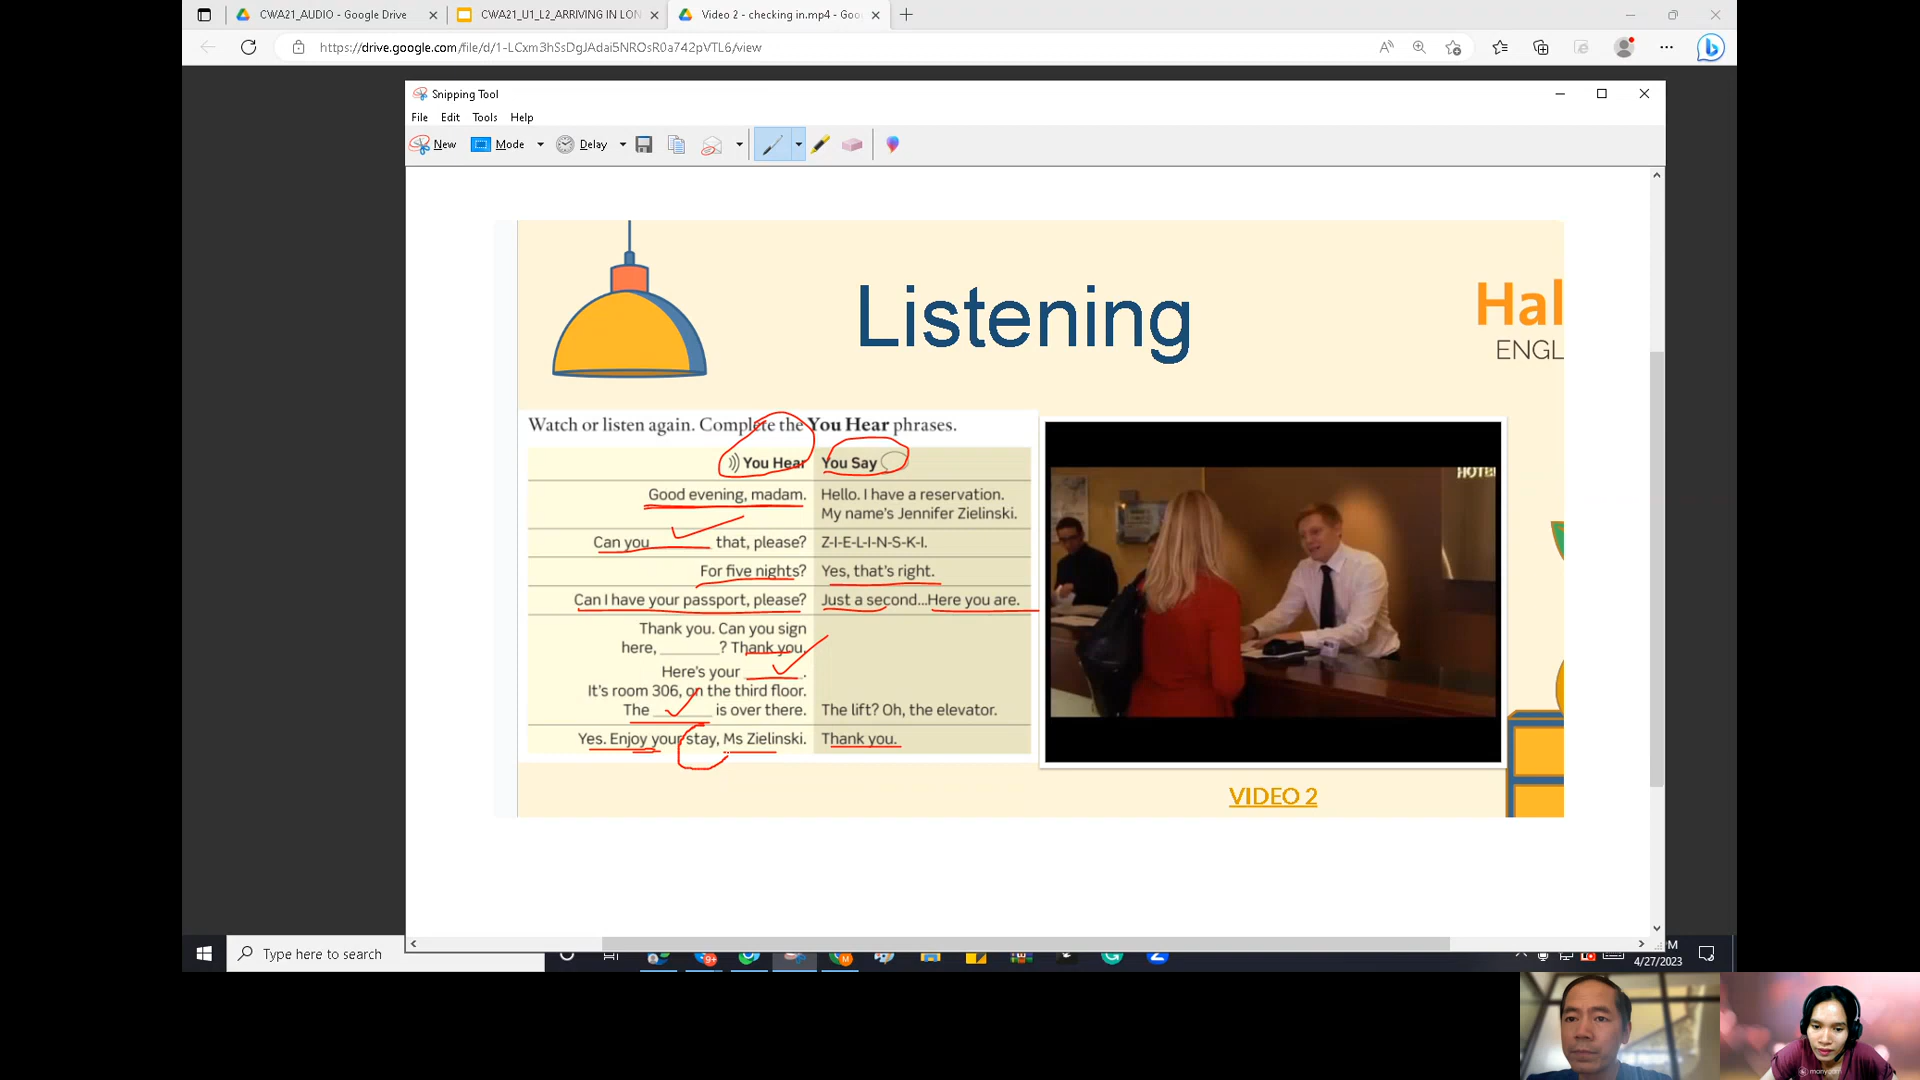 CWA21_AUDIO - Google Drive
CWA21_U1_L2_ARRIVING IN LON
Video 2 - checking in.mp4 - Goo
https://drive.google.com/file/d/1-LCxm3hSsDgJAdai5NROsR0a742pVTL6/view
Snipping Tool
File Edit Tools Help
New Mode Delay
Listening
Hal
ENGL
Watch or listen again. Complete the You Hear phrases.
You Hear You Say
Good evening, madam. Hello. I have a reservation.
My name's Jennifer Zielinski.
Can you ______ that, please? Z-I-E-L-I-N-S-K-I.
For five nights? Yes, that's right.
Can I have your passport, please? Just a second...Here you are.
Thank you. Can you sign
here, ______? Thank you.
Here's your ______.
It's room 306, on the third floor.
The ______ is over there. The lift? Oh, the elevator.
Yes. Enjoy your stay, Ms Zielinski. Thank you.
HOTEL
VIDEO 2
Type here to search
4/27/2023